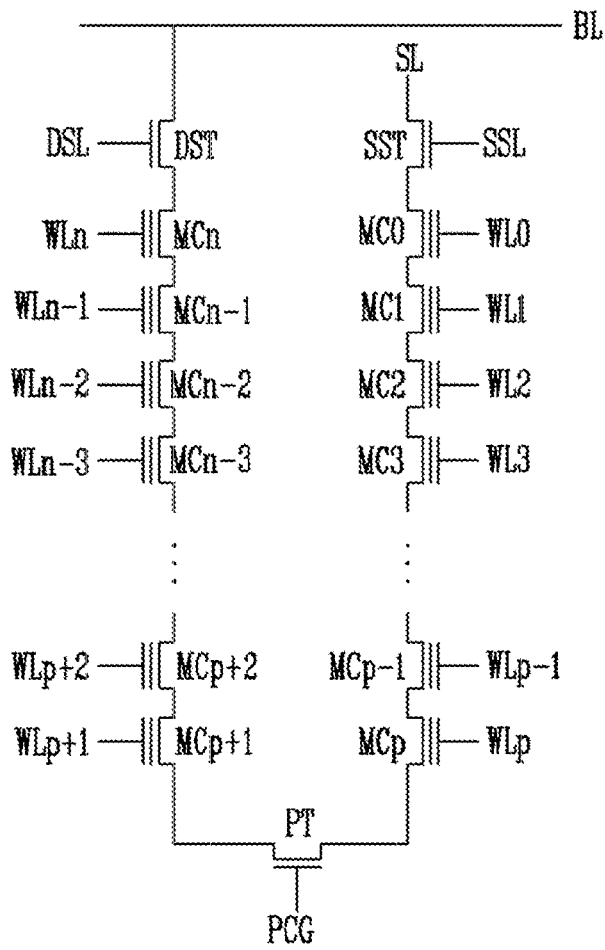 BL
SL
DSL DST SST SSL
WLn MCn MC0 WL0
WLn-1 MCn-1 MC1 WL1
WLn-2 MCn-2 MC2 WL2
WLn-3 MCn-3 MC3 WL3
WLp+2 MCp+2 MCp-1 WLp-1
WLp+1 MCp+1 MCp WLp
PT
PCG